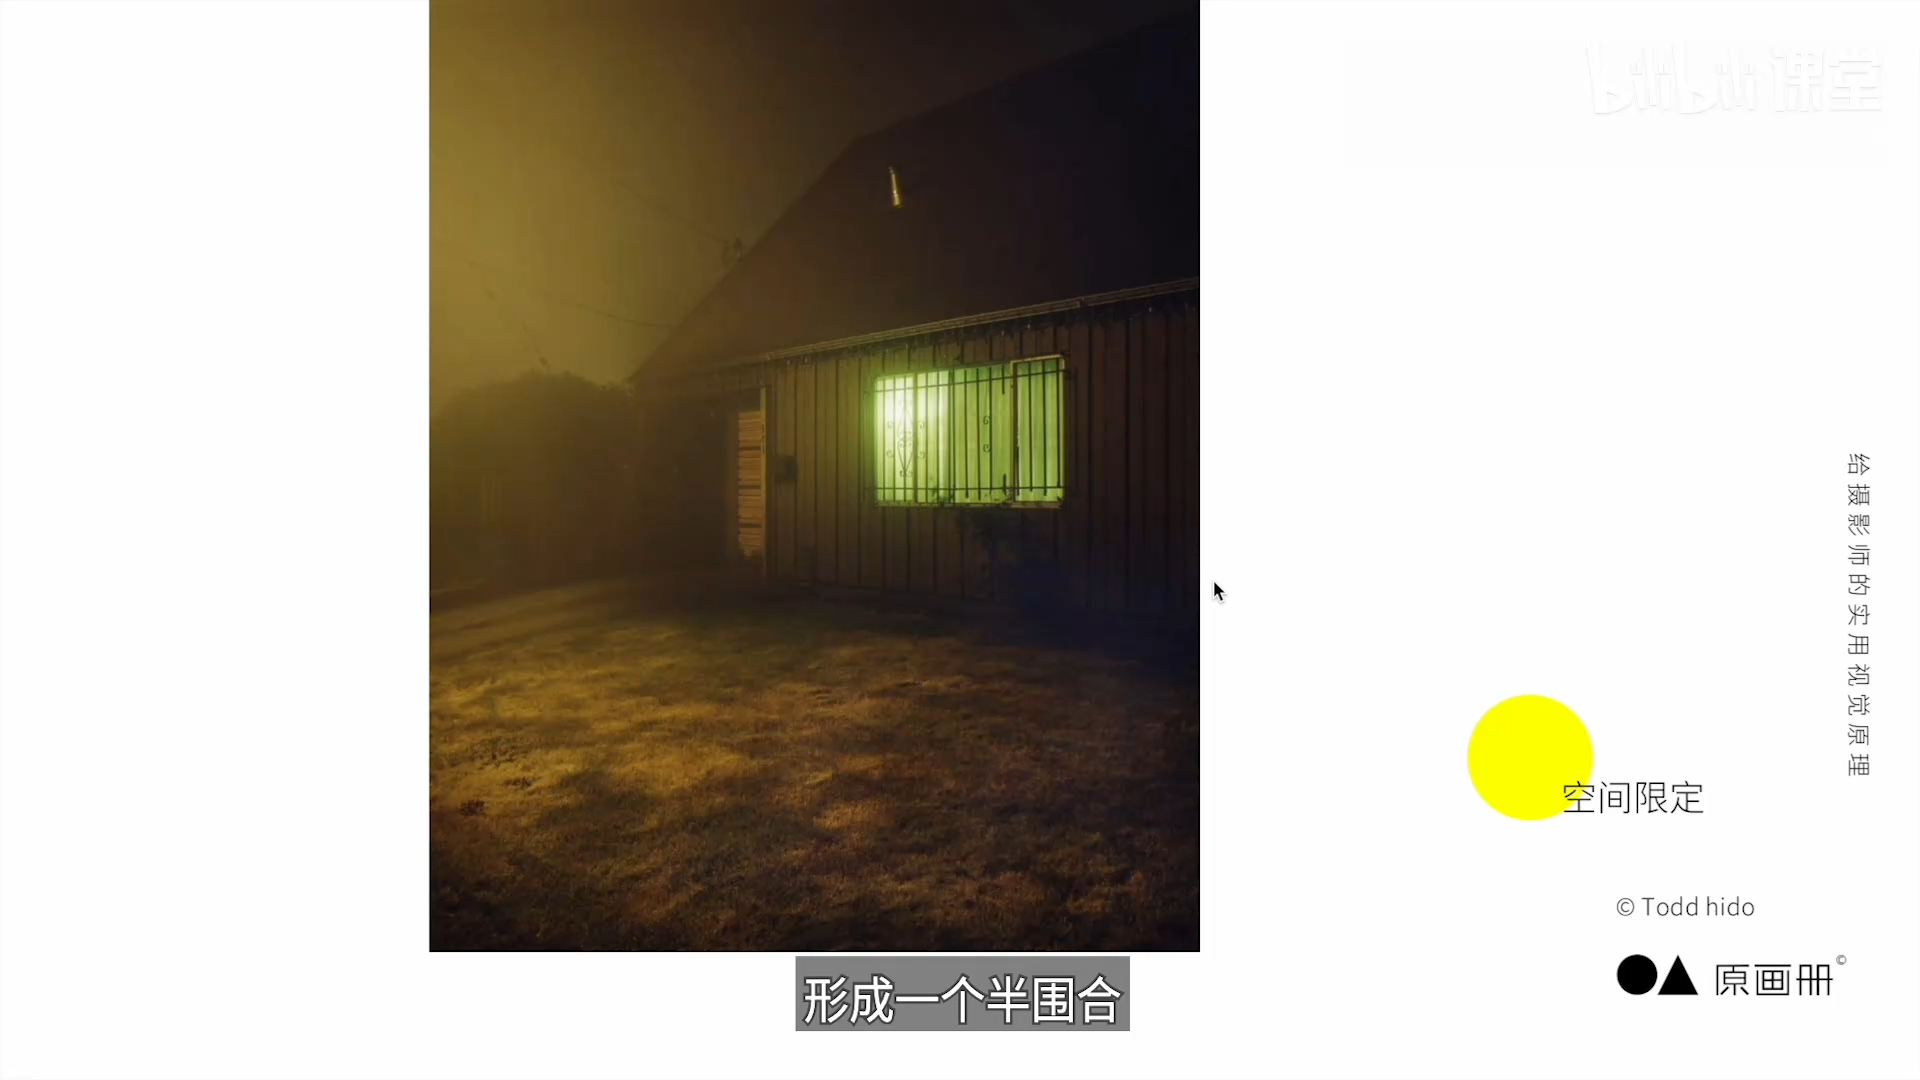 bilibili课堂
给摄影师的实用视觉原理
空间限定
© Todd hido
原画册©
形成一个半围合